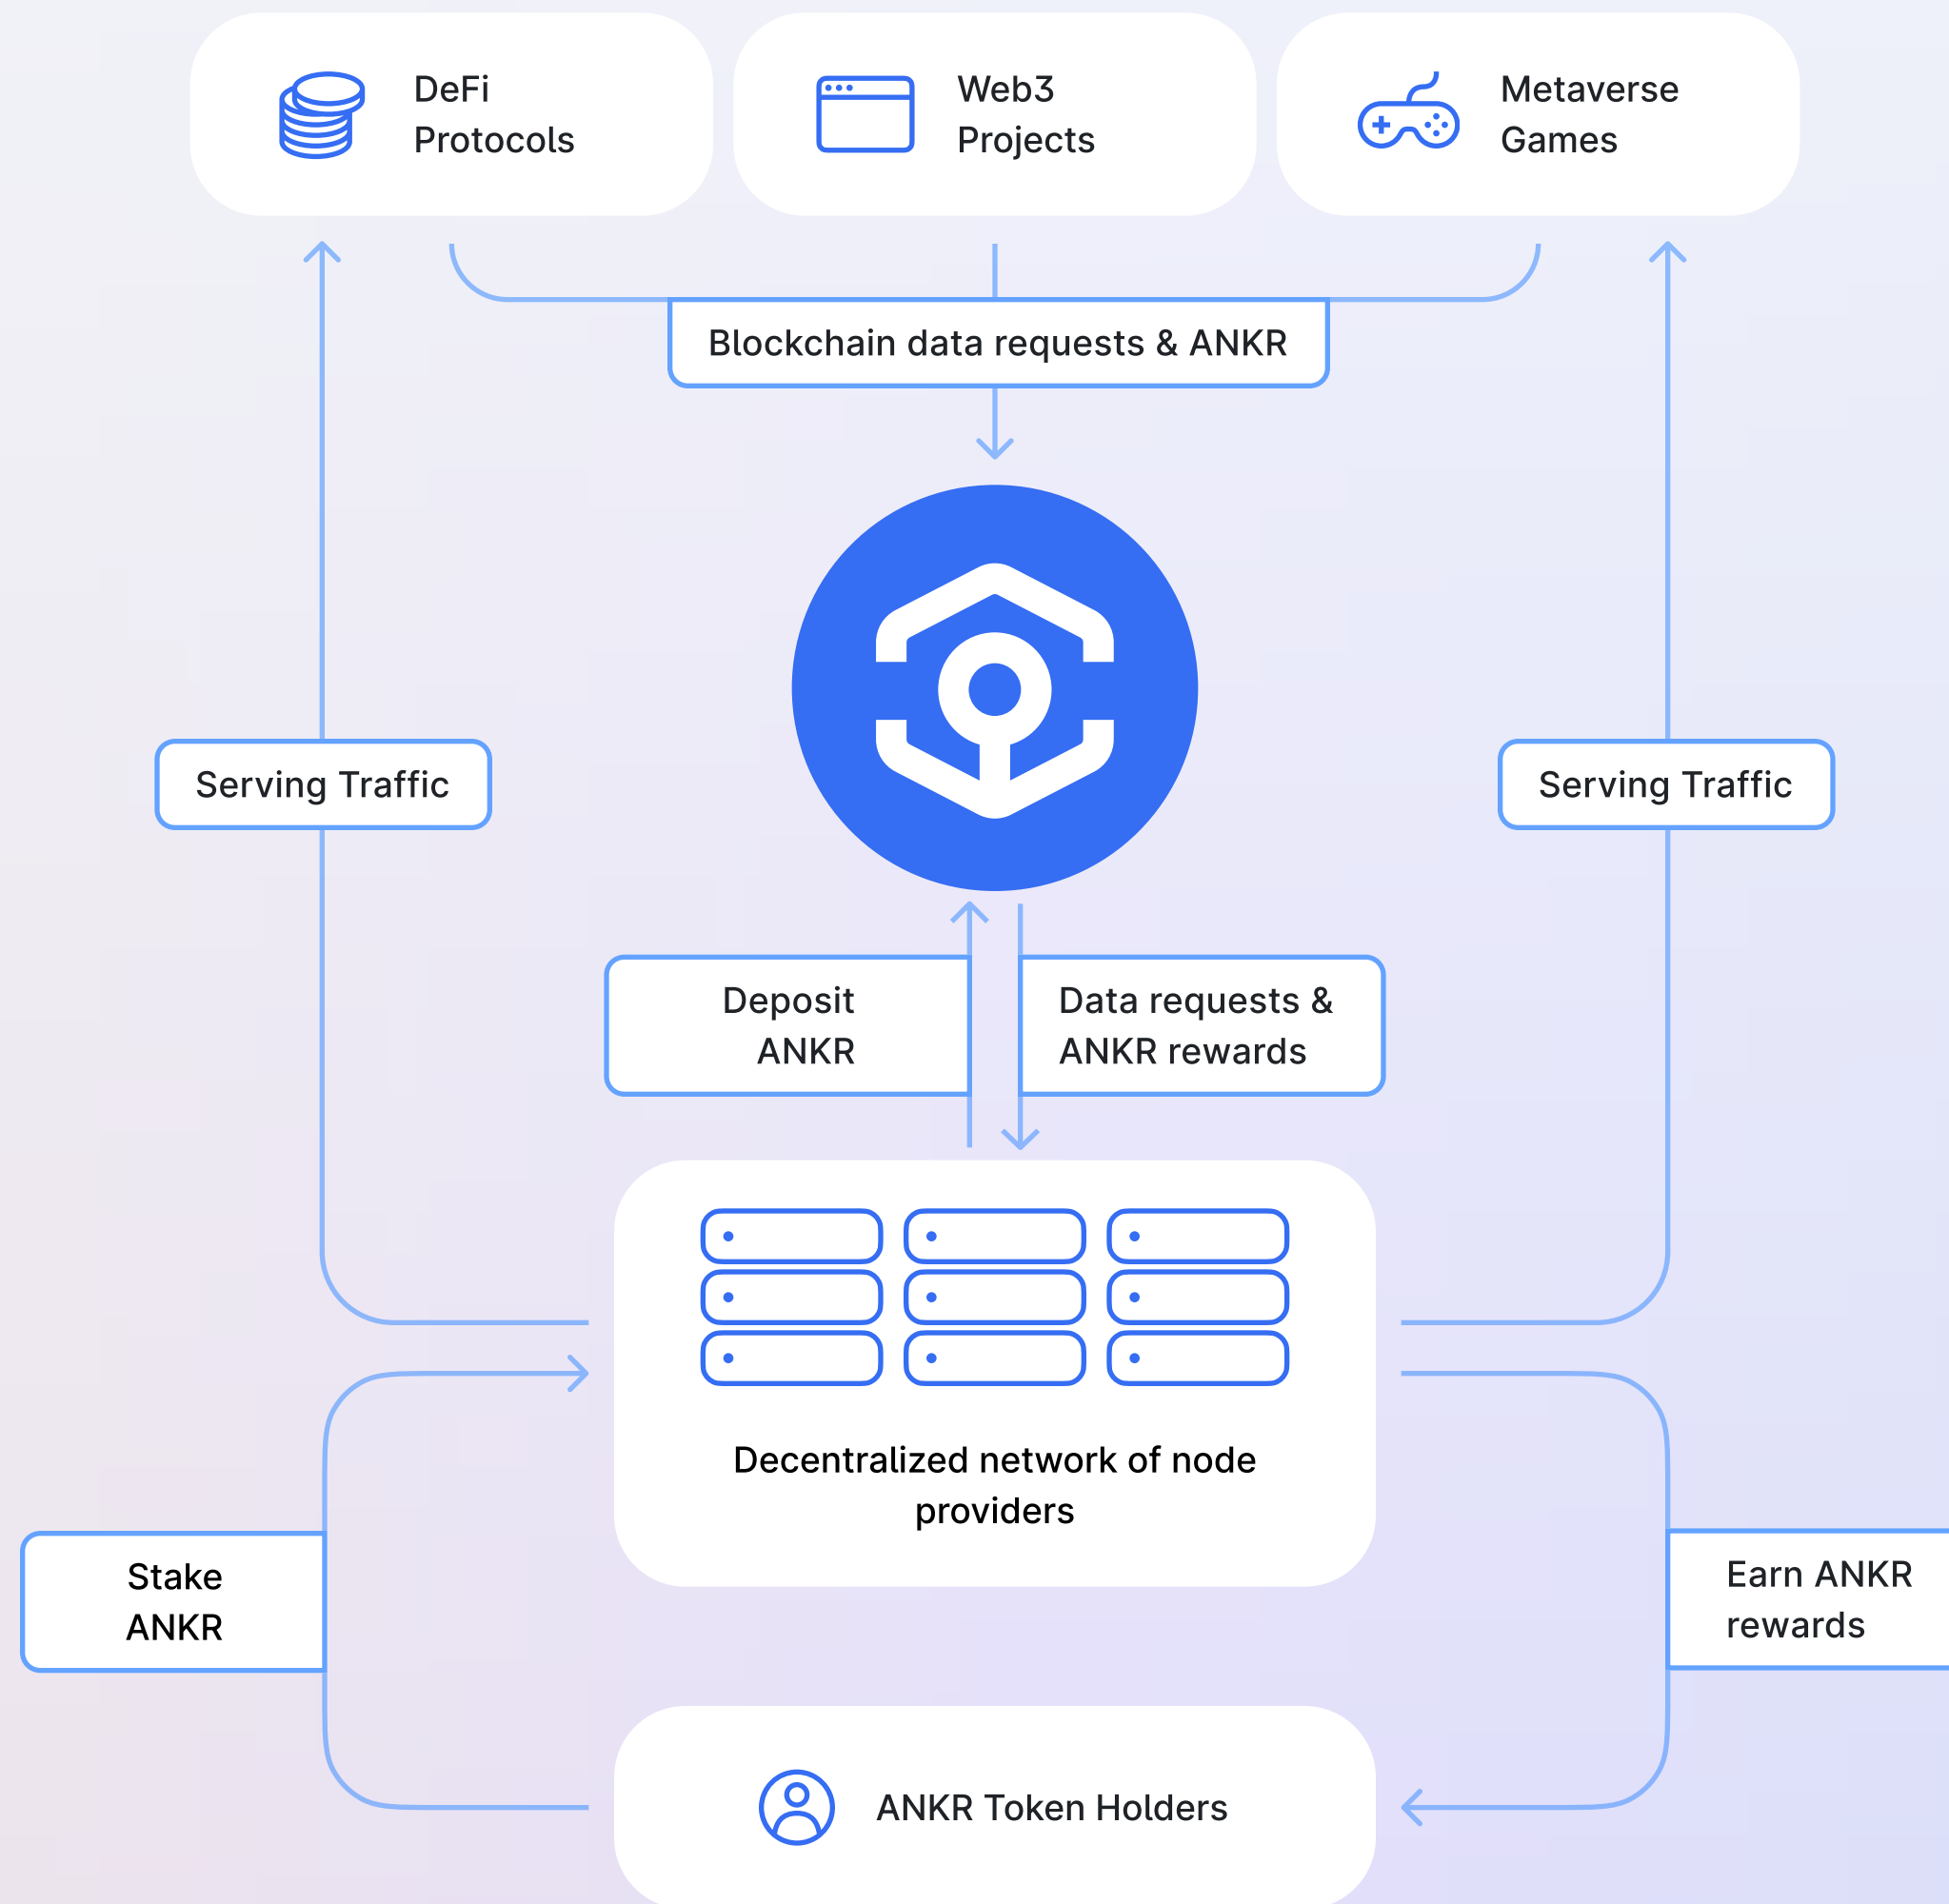 DeFi
Protocols
Web3
Projects
Metaverse
Games
Blockchain data requests & ANKR
Serving Traffic
Serving Traffic
Deposit
ANKR
Data requests &
ANKR rewards
Decentralized network of node
providers
Stake
ANKR
Earn ANKR
rewards
ANKR Token Holders